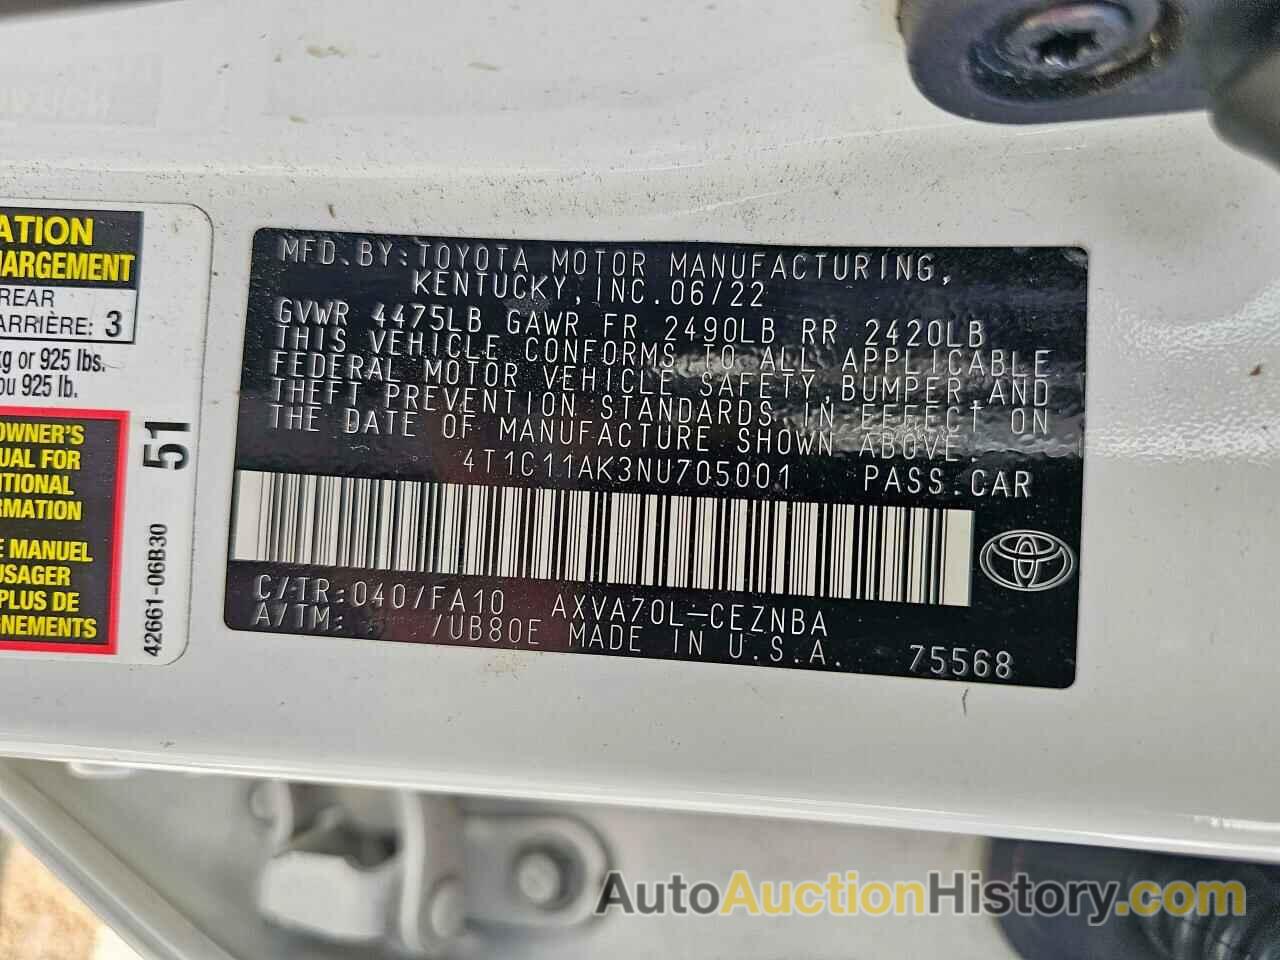 ATION
HARGEMENT
REAR
ARRIÈRE: 3
kg or 925 lbs.
ou 925 lb.
OWNER'S
UAL FOR
ITIONAL
RMATION
E MANUEL
USAGER
PLUS DE
GNEMENTS
51
42661-06B30
MFD.BY:TOYOTA MOTOR MANUFACTURING,
KENTUCKY,INC.06/22
GVWR 4475LB GAWR FR 2490LB RR 2420LB
THIS VEHICLE CONFORMS TO ALL APPLICABLE
FEDERAL MOTOR VEHICLE SAFETY,BUMPER,AND
THEFT PREVENTION STANDARDS IN EFFECT ON
THE DATE OF MANUFACTURE SHOWN ABOVE.
4T1C11AK3NU705001 PASS.CAR
C/TR:040/FA10 AXVA70L-CEZNBA
A/TM: /UB80E MADE IN U.S.A. 75568
AutoAuctionHistory.com